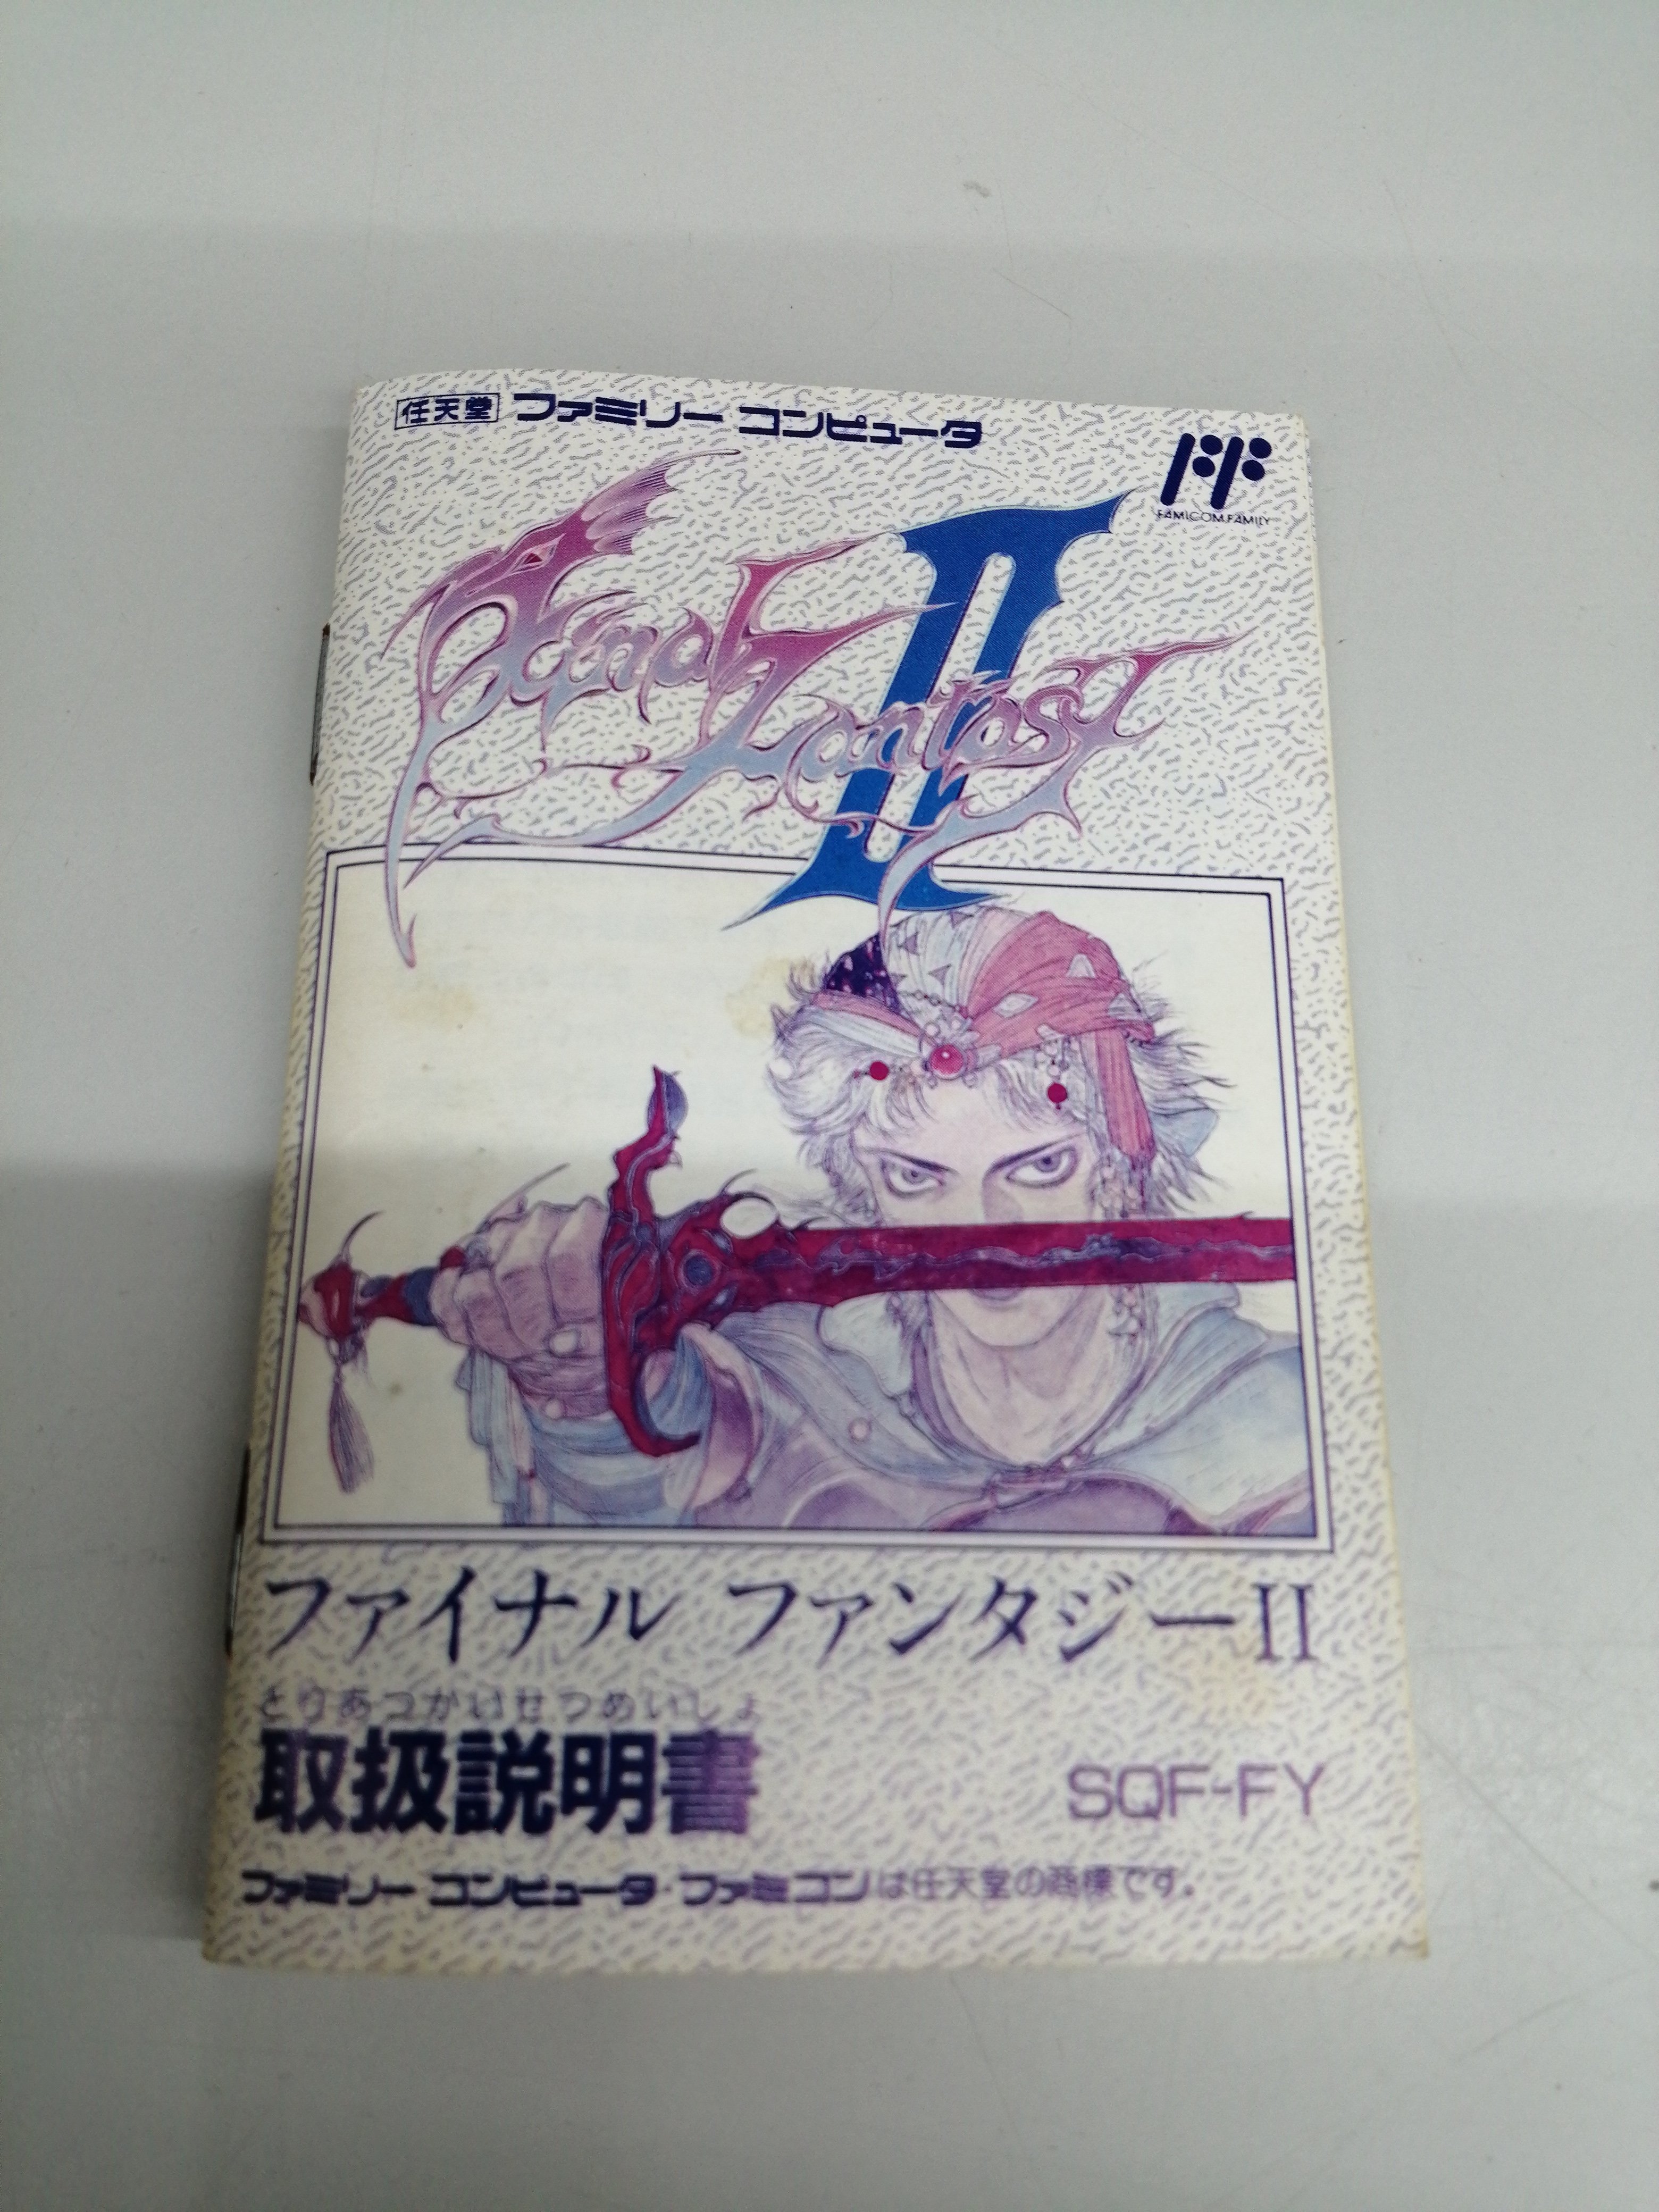 任天堂 ファミリー コンピュータ
FAMICOM FAMILY
Final Fantasy II
ファイナル ファンタジーII
とりあつかいせつめいしょ
取扱説明書
SQF-FY
ファミリー コンピュータ・ファミコンは任天堂の商標です。